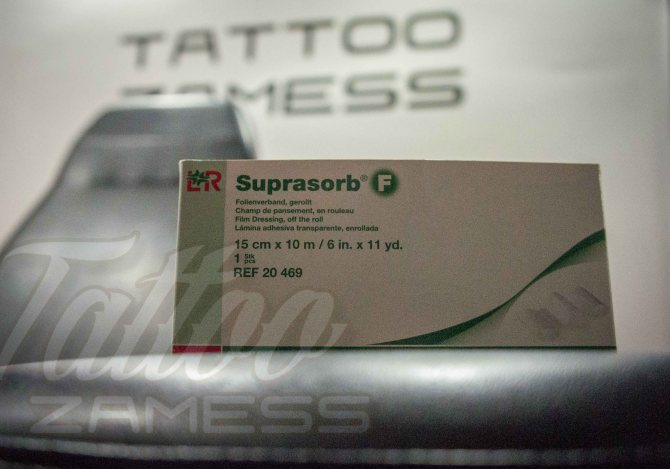 TATTOO
ZAMESS
L&R Suprasorb® F
Folienverband, gerollt
Champ de pansement, en rouleau
Film Dressing, off the roll
Lámina adhesiva transparente, enrollada
15 cm x 10 m / 6 in. x 11 yd.
1 Stk
pcs
REF 20 469
Tattoo
ZAMESS